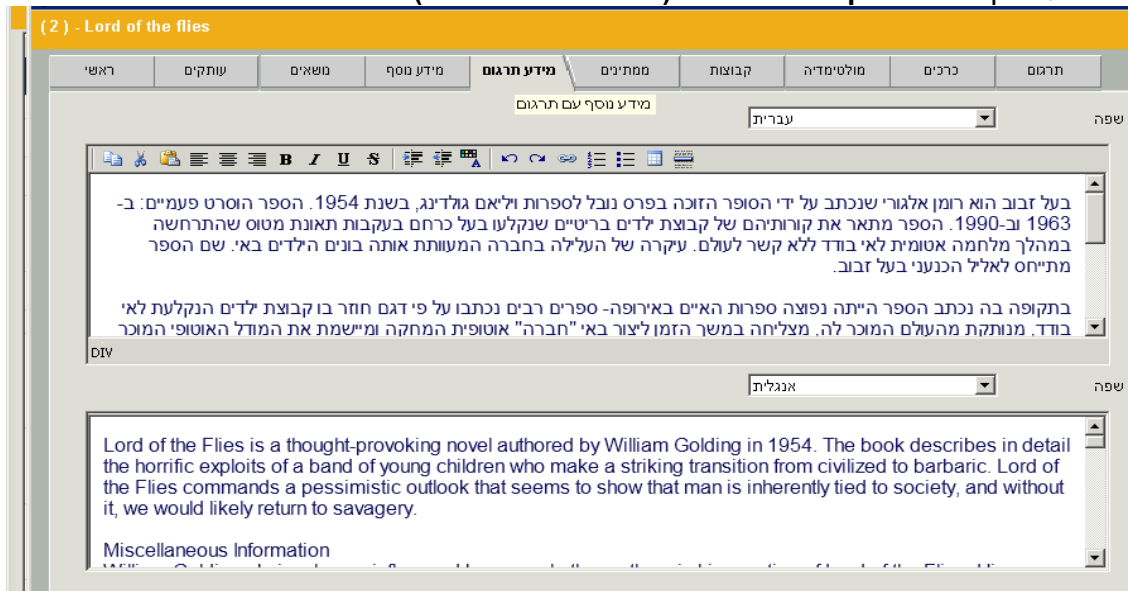 ( 2 ) - Lord of the flies
ראשי עותקים נושאים מידע נוסף מידע תרגום ממתינים קבוצות מולטימדיה כרכים תרגום
מידע נוסף עם תרגום
שפה עברית
B I U S
בעל זבוב הוא רומן אלגורי שנכתב על ידי הסופר הזוכה בפרס נובל לספרות ויליאם גולדינג, בשנת 1954. הספר הוסרט פעמיים: ב-
1963 וב-1990. הספר מתאר את קורותיהם של קבוצת ילדים בריטיים שנקלעו בעל כרחם בעקבות תאונת מטוס שהתרחשה
במהלך מלחמה אטומית לאי בודד ללא קשר לעולם. עיקרה של העלילה בחברה המעוותת אותה בונים הילדים באי. שם הספר
מתייחס לאליל הכנעני בעל זבוב.
בתקופה בה נכתב הספר הייתה נפוצה ספרות האיים באירופה- ספרים רבים נכתבו על פי דגם חוזר בו קבוצת ילדים הנקלעת לאי
בודד, מנותקת מהעולם המוכר לה, מצליחה במשך הזמן ליצור באי "חברה" אוטופית המחקה ומיישמת את המודל האוטופי המוכר
DIV
שפה אנגלית
Lord of the Flies is a thought-provoking novel authored by William Golding in 1954. The book describes in detail
the horrific exploits of a band of young children who make a striking transition from civilized to barbaric. Lord of
the Flies commands a pessimistic outlook that seems to show that man is inherently tied to society, and without
it, we would likely return to savagery.
Miscellaneous Information